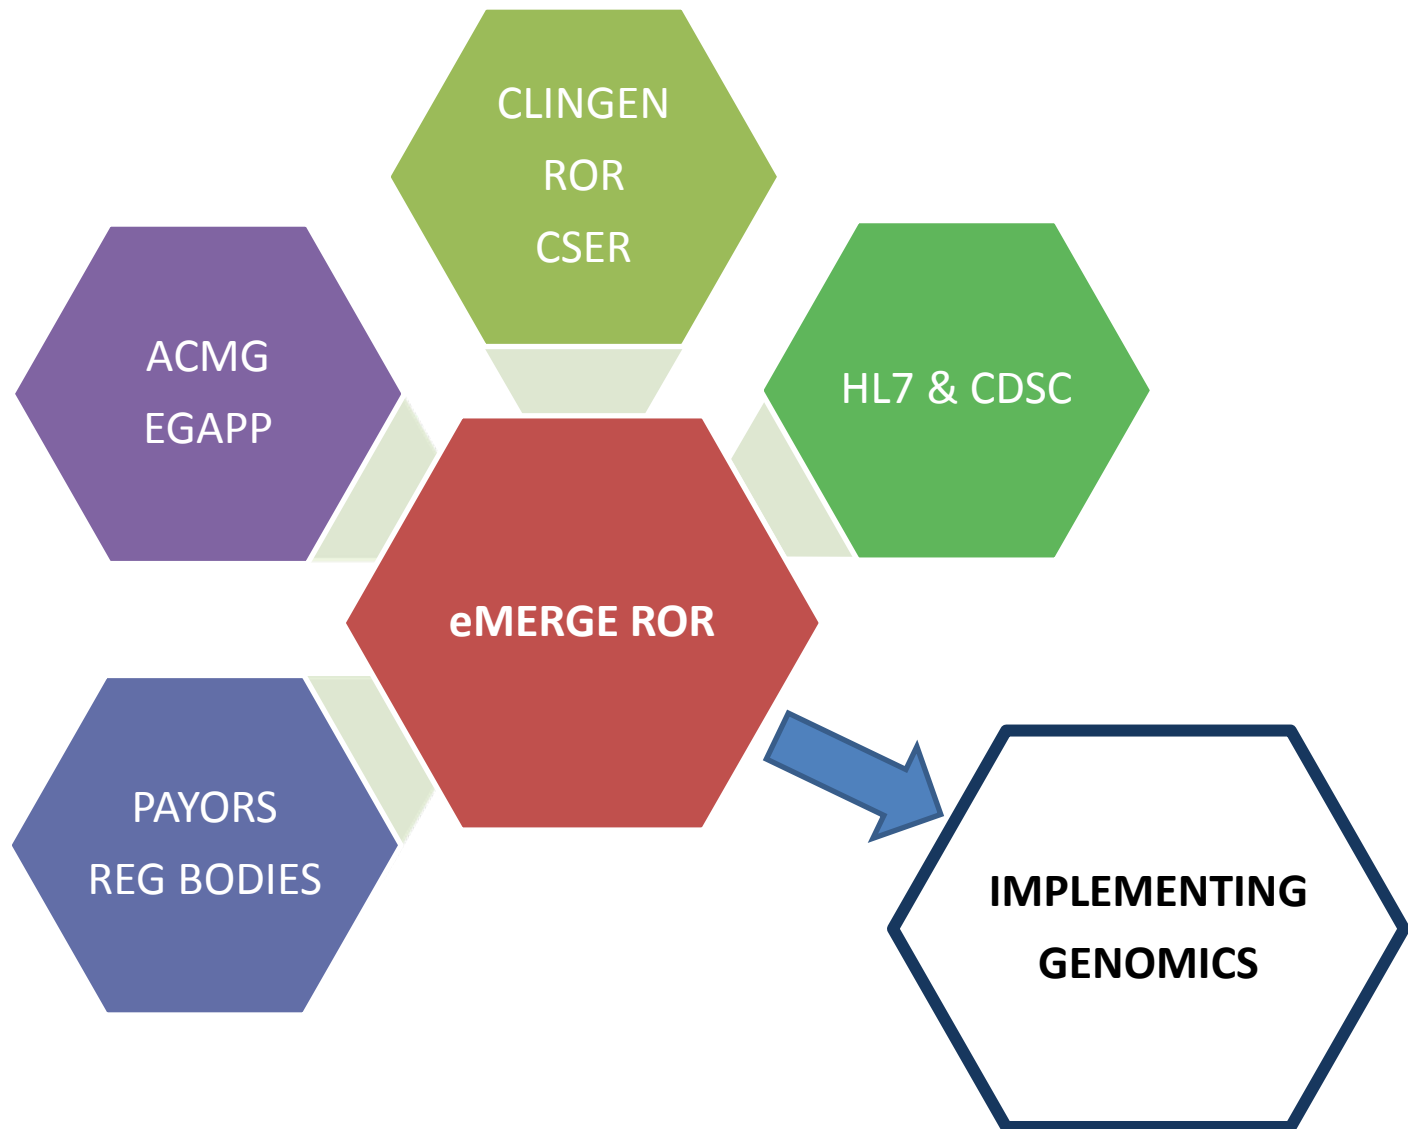 CLINGEN
ROR
CSER
ACMG
EGAPP
HL7 & CDSC
eMERGE ROR
PAYORS
REG BODIES
IMPLEMENTING
GENOMICS